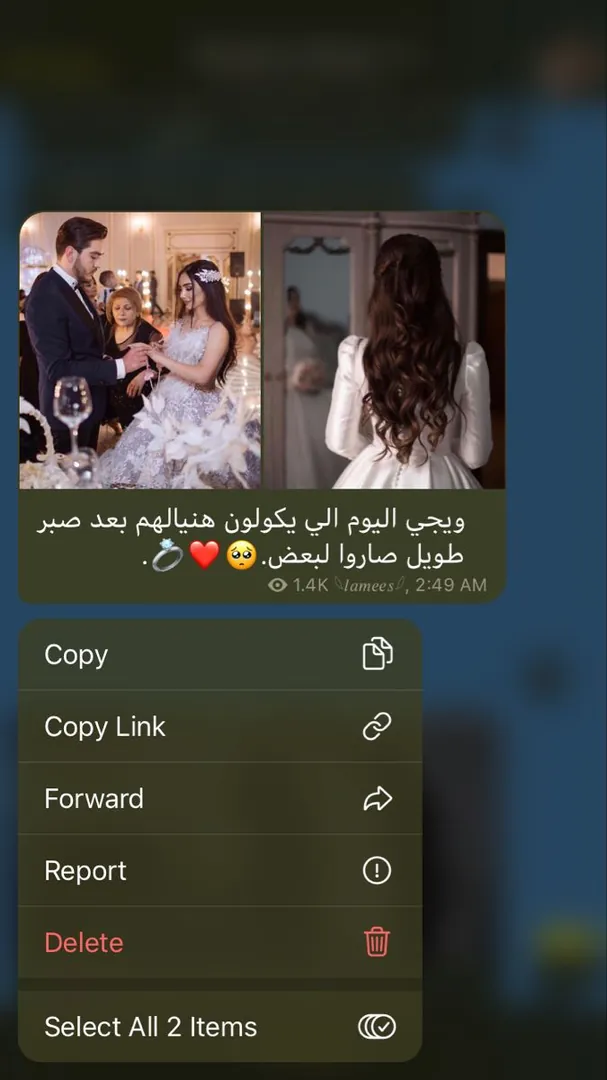 ويجي اليوم الي يكولون هنيالهم بعد صبر
طويل صاروا لبعض.🥺❤️💍.
1.4K lamees, 2:49 AM
Copy
Copy Link
Forward
Report
Delete
Select All 2 Items